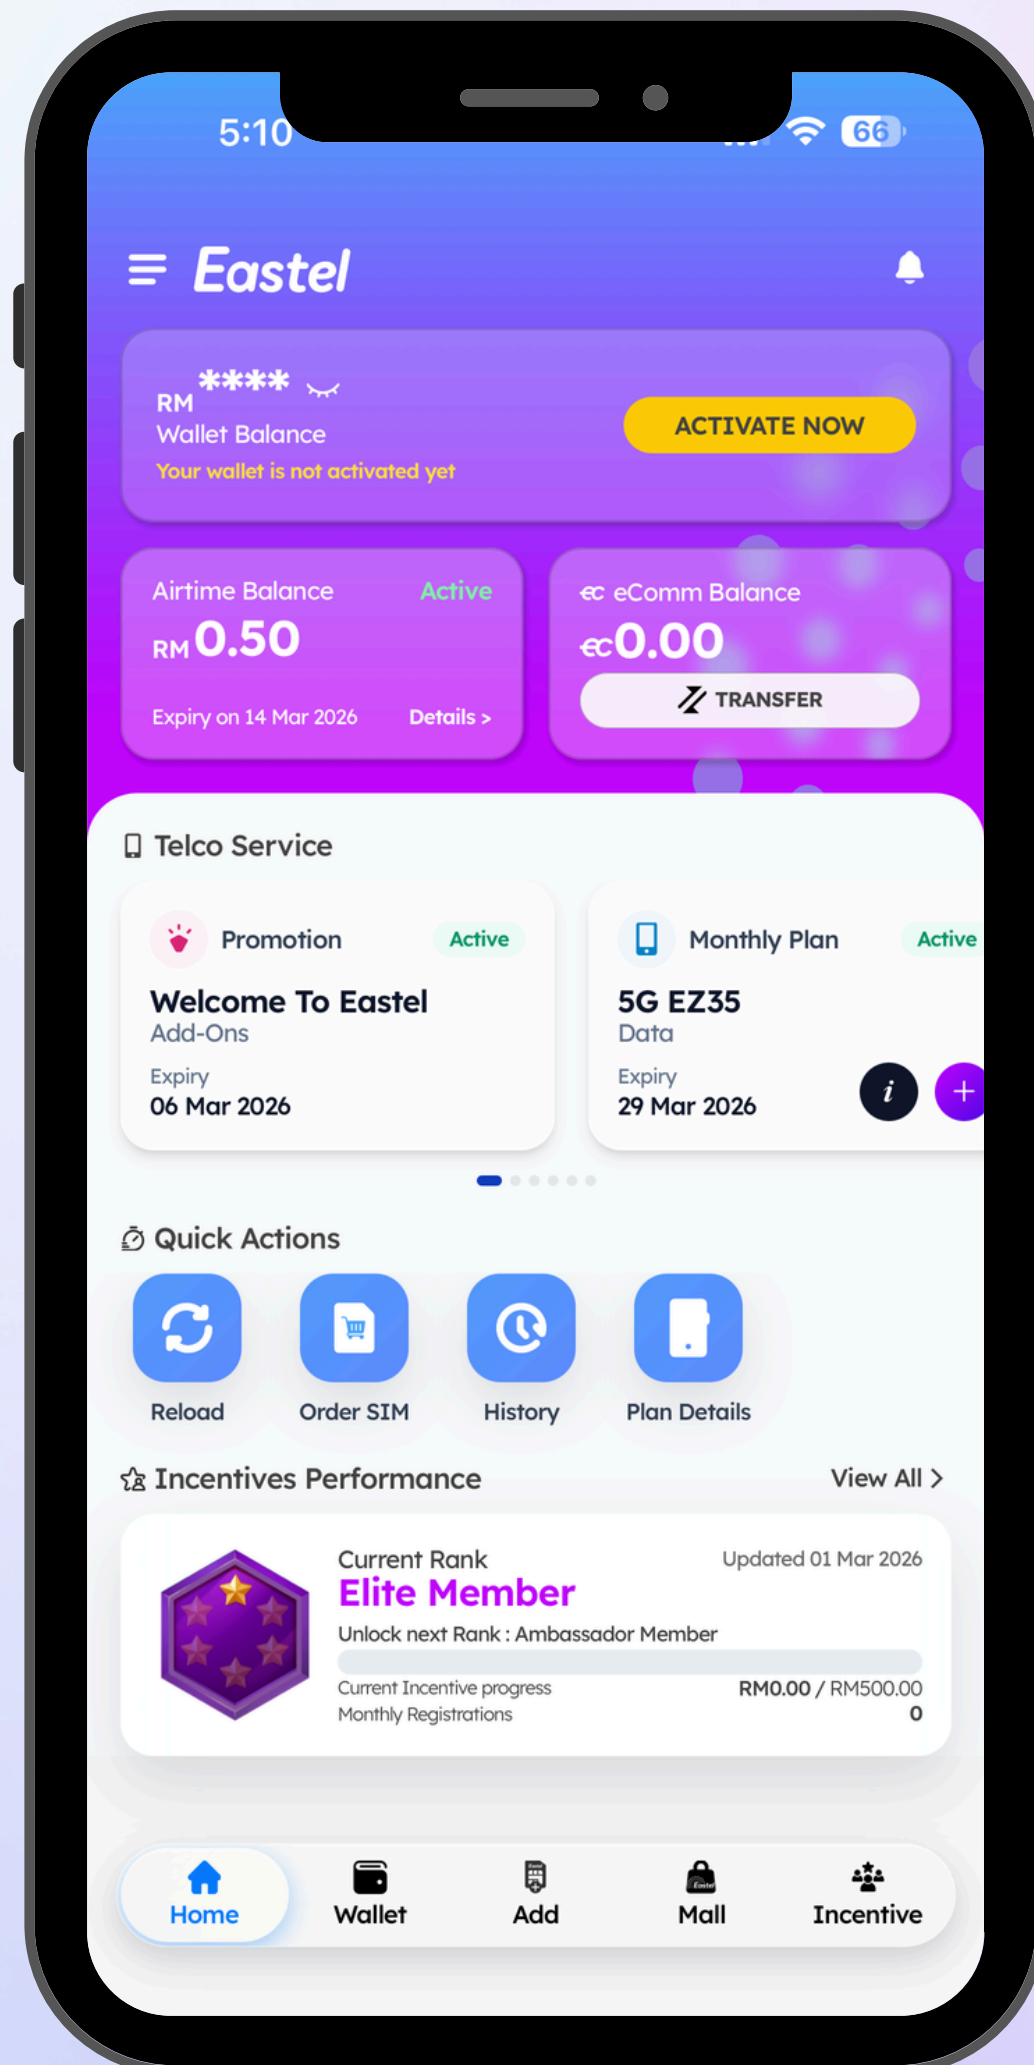 5:10
66
Eastel
RM ****
Wallet Balance
Your wallet is not activated yet
ACTIVATE NOW
Airtime Balance Active
RM 0.50
Expiry on 14 Mar 2026 Details >
eC eComm Balance
eC 0.00
TRANSFER
Telco Service
Promotion Active
Welcome To Eastel
Add-Ons
Expiry
06 Mar 2026
Monthly Plan Active
5G EZ35
Data
Expiry
29 Mar 2026
i +
Quick Actions
Reload
Order SIM
History
Plan Details
Incentives Performance View All >
Current Rank Updated 01 Mar 2026
Elite Member
Unlock next Rank : Ambassador Member
Current Incentive progress RM0.00 / RM500.00
Monthly Registrations 0
Home
Wallet
Add
Mall
Incentive